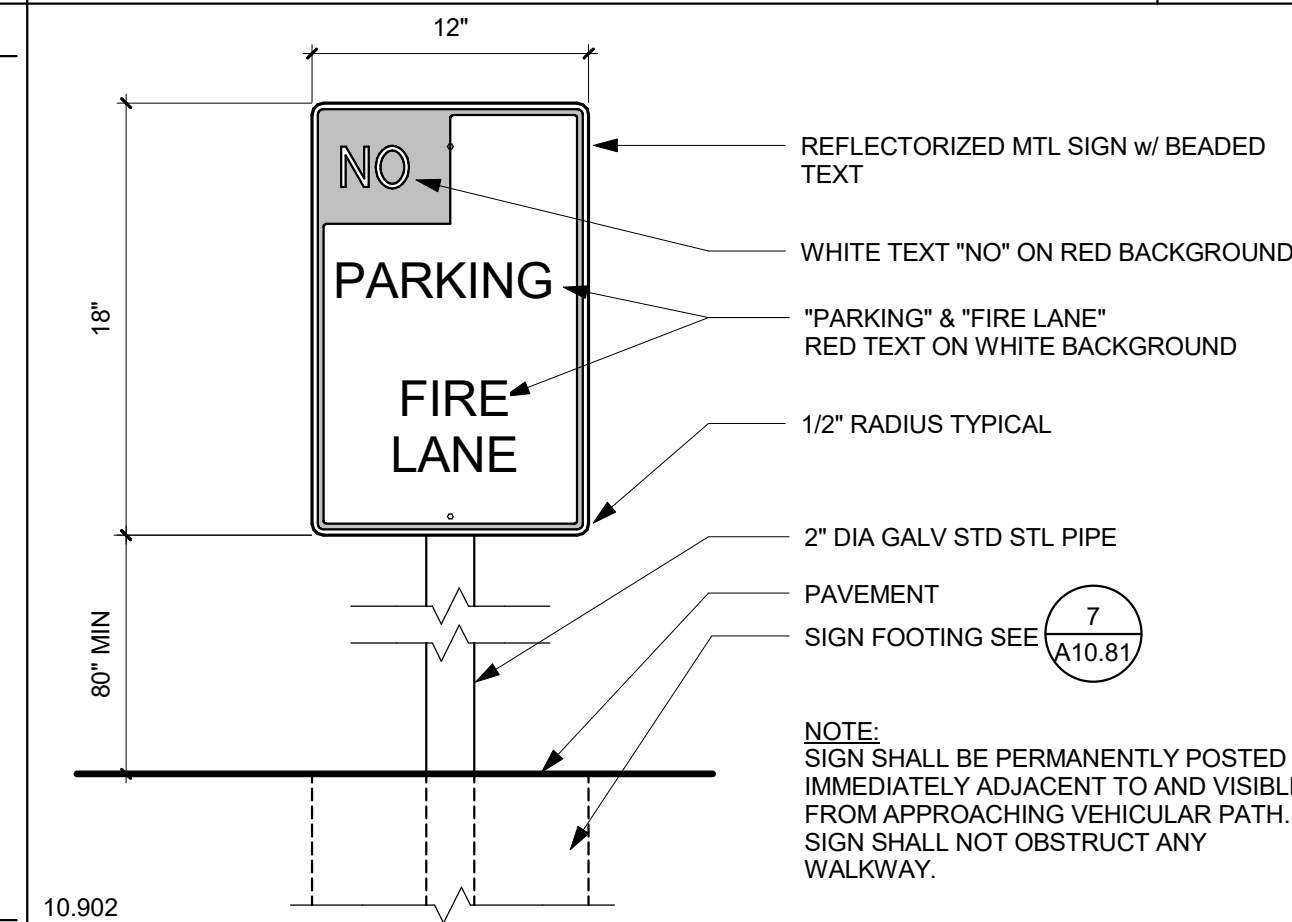 12"
18"
80" MIN
NO
PARKING
FIRE
LANE
REFLECTORIZED MTL SIGN w/ BEADED
TEXT
WHITE TEXT "NO" ON RED BACKGROUND
"PARKING" & "FIRE LANE"
RED TEXT ON WHITE BACKGROUND
1/2" RADIUS TYPICAL
2" DIA GALV STD STL PIPE
PAVEMENT
SIGN FOOTING SEE
7
A10.81
NOTE:
SIGN SHALL BE PERMANENTLY POSTED
IMMEDIATELY ADJACENT TO AND VISIBLE
FROM APPROACHING VEHICULAR PATH.
SIGN SHALL NOT OBSTRUCT ANY
WALKWAY.
10.902